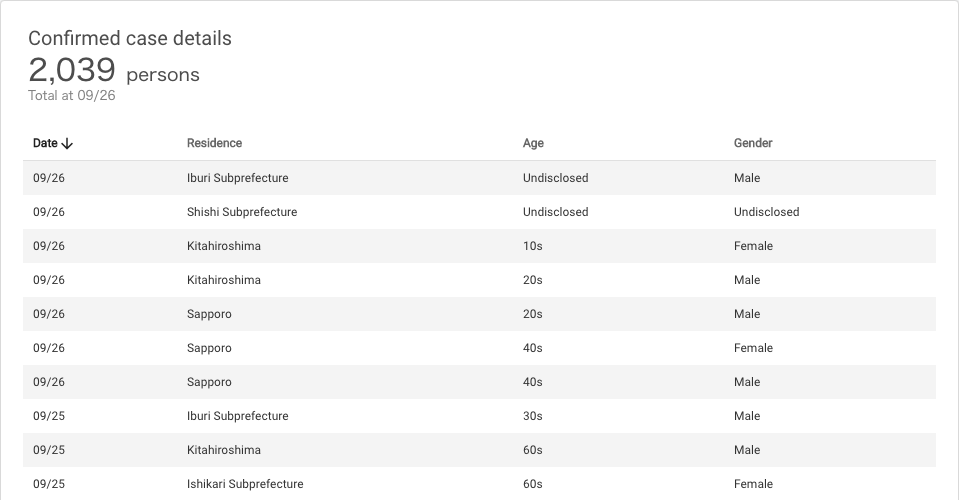 Confirmed case details
2,039 persons
Total at 09/26
Date Residence Age Gender
09/26 Iburi Subprefecture Undisclosed Male
09/26 Shishi Subprefecture Undisclosed Undisclosed
09/26 Kitahiroshima 10s Female
09/26 Kitahiroshima 20s Male
09/26 Sapporo 20s Male
09/26 Sapporo 40s Female
09/26 Sapporo 40s Male
09/25 Iburi Subprefecture 30s Male
09/25 Kitahiroshima 60s Male
09/25 Ishikari Subprefecture 60s Female